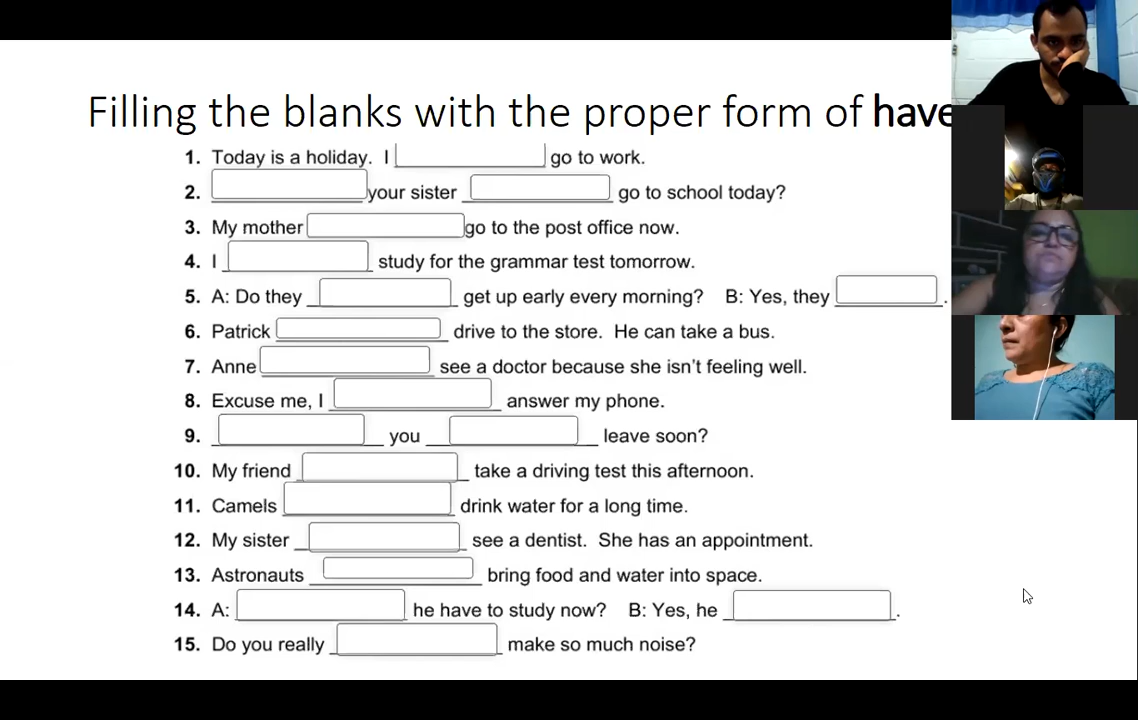 Filling the blanks with the proper form of have
1. Today is a holiday. I go to work.
2. your sister go to school today?
3. My mother go to the post office now.
4. I study for the grammar test tomorrow.
5. A: Do they get up early every morning? B: Yes, they .
6. Patrick drive to the store. He can take a bus.
7. Anne see a doctor because she isn't feeling well.
8. Excuse me, I answer my phone.
9. you leave soon?
10. My friend take a driving test this afternoon.
11. Camels drink water for a long time.
12. My sister see a dentist. She has an appointment.
13. Astronauts bring food and water into space.
14. A: he have to study now? B: Yes, he .
15. Do you really make so much noise?